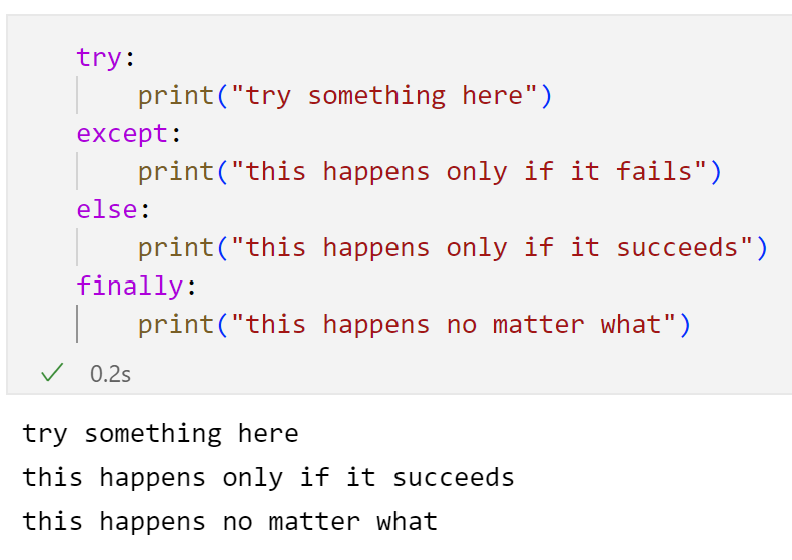 try:
    print("try something here")
except:
    print("this happens only if it fails")
else:
    print("this happens only if it succeeds")
finally:
    print("this happens no matter what")
0.2s
try something here
this happens only if it succeeds
this happens no matter what